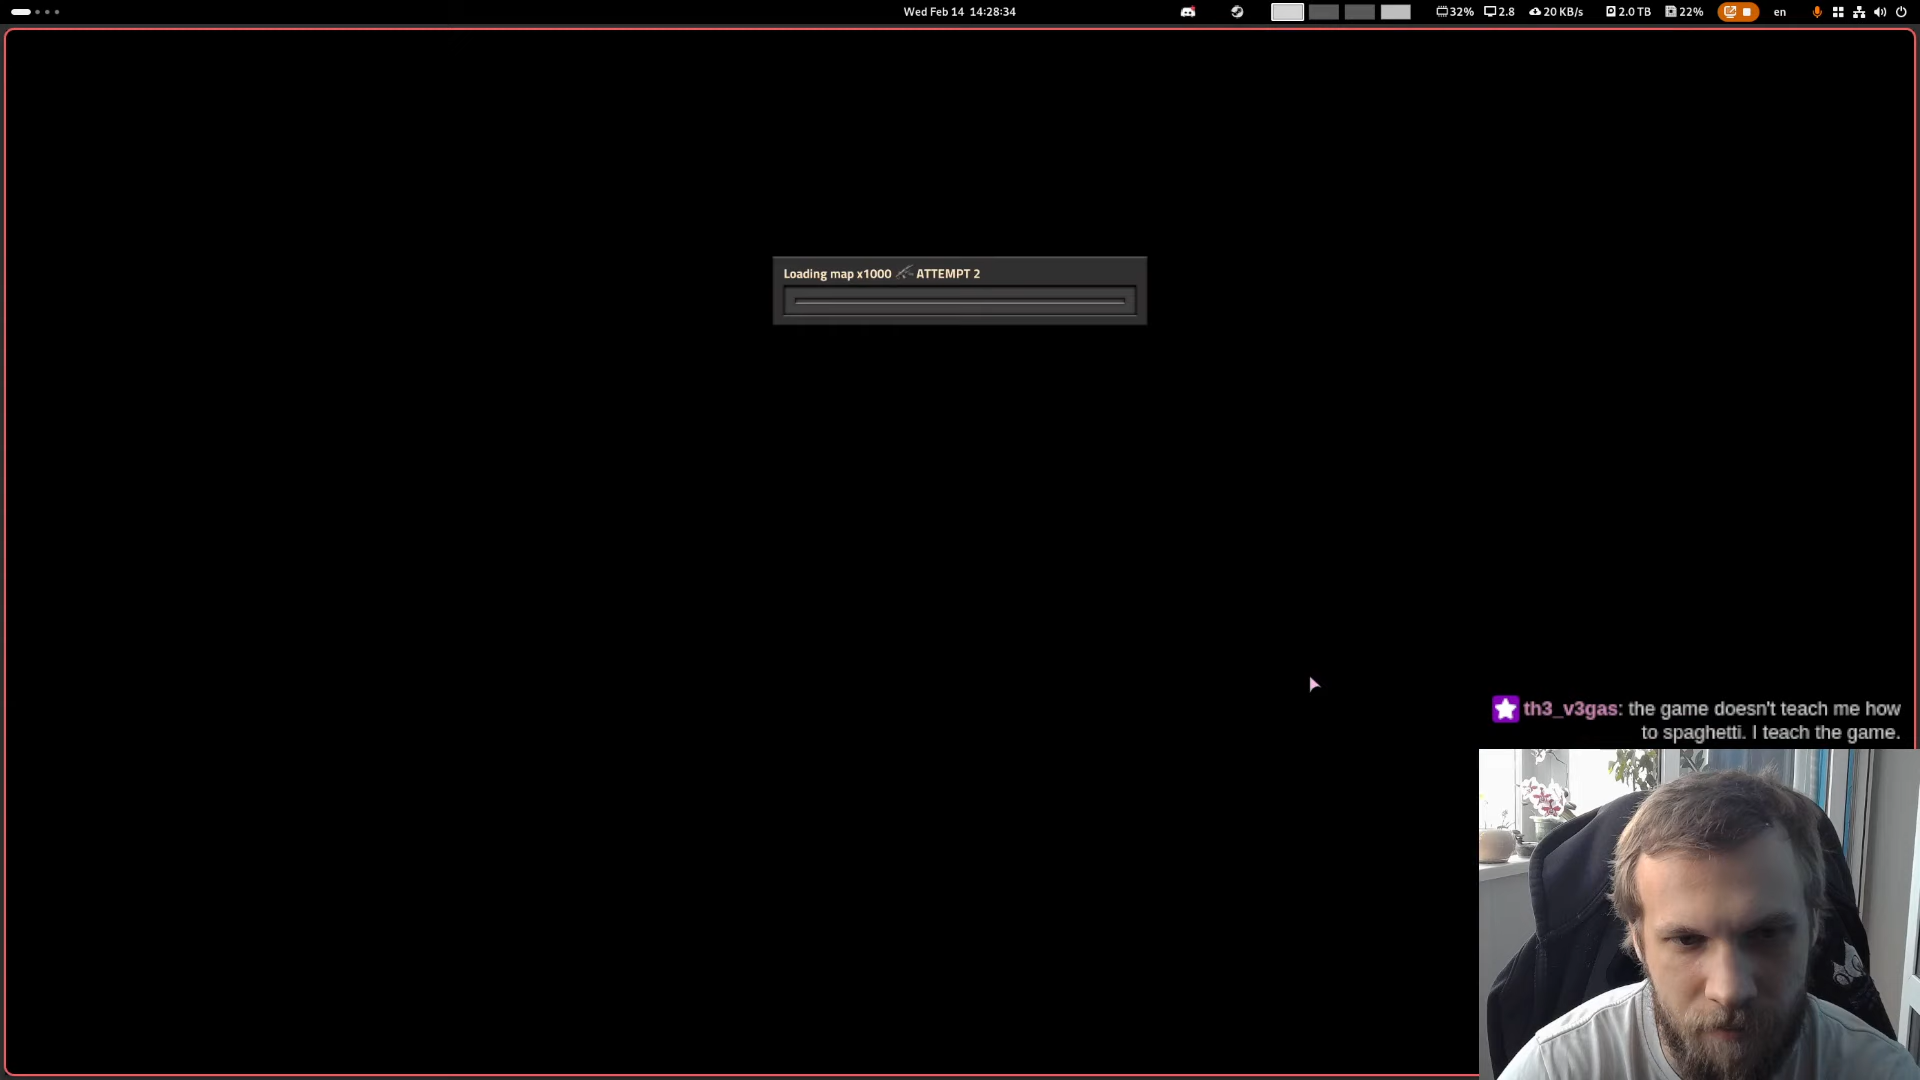 Wed Feb 14 14:28:34
32%
2.8
20 KB/s
2.0 TB
22%
en
Loading map x1000 ATTEMPT 2
th3_v3gas: the game doesn't teach me how
to spaghetti. I teach the game.